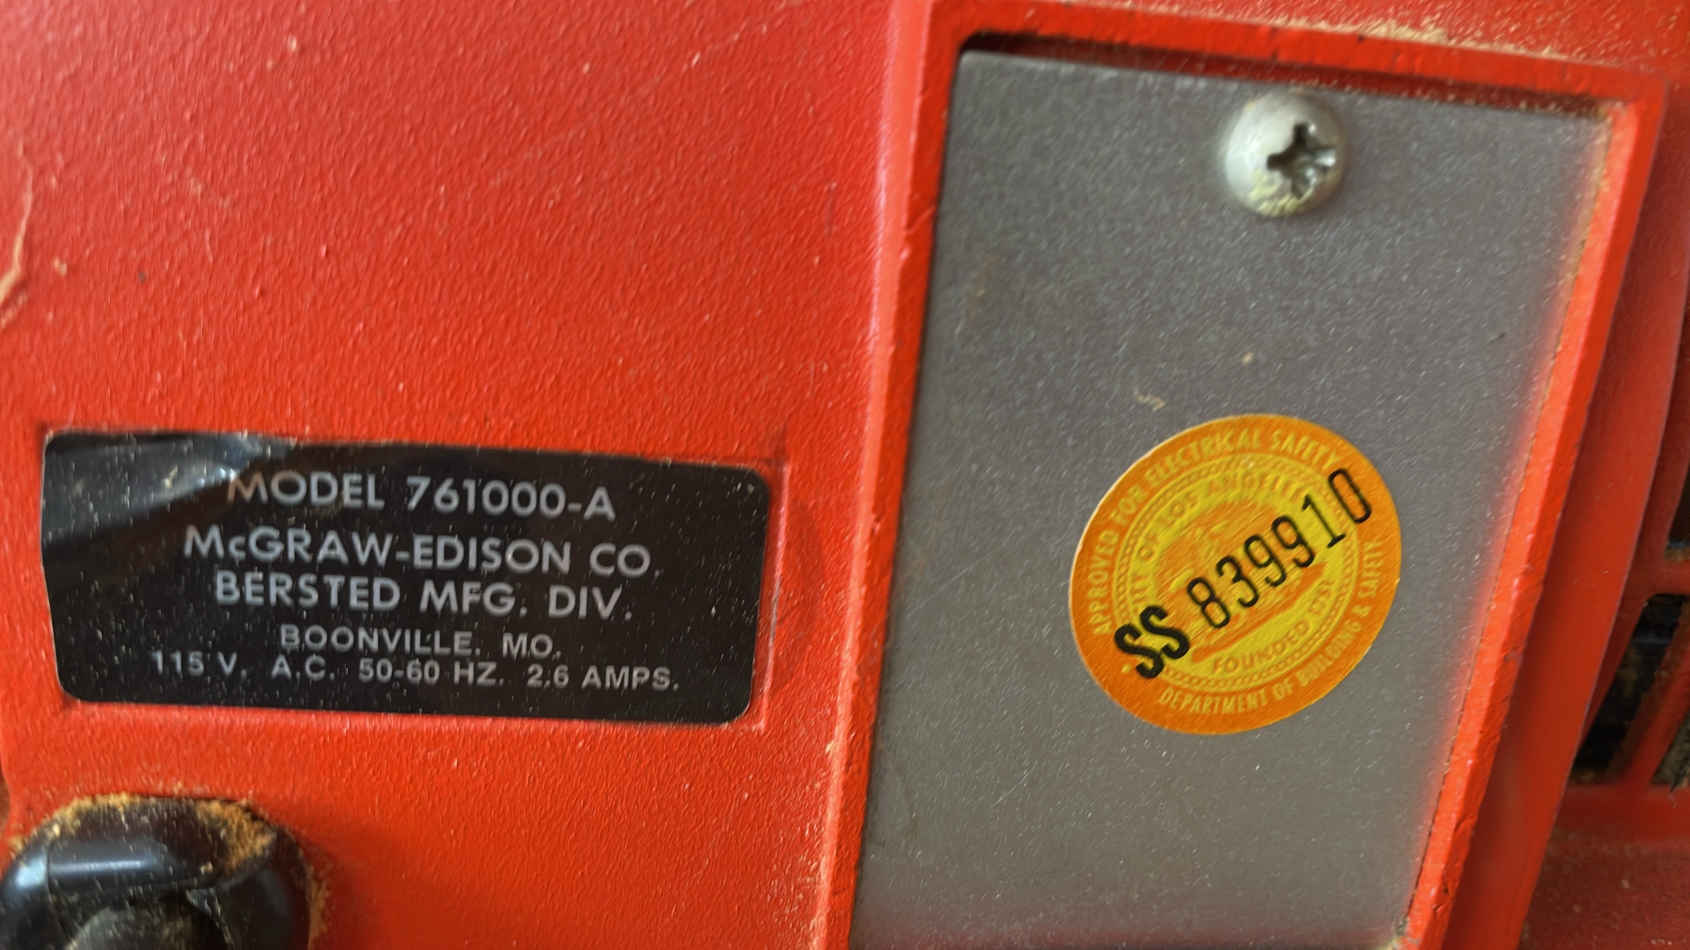 MODEL 761000-A
McGRAW-EDISON CO.
BERSTED MFG. DIV.
BOONVILLE. MO.
115 V. A.C. 50-60 HZ. 2.6 AMPS.
APPROVED FOR ELECTRICAL SAFETY
CITY OF LOS ANGELES
SS 839910
FOUNDED 1781
DEPARTMENT OF BUILDING & SAFETY